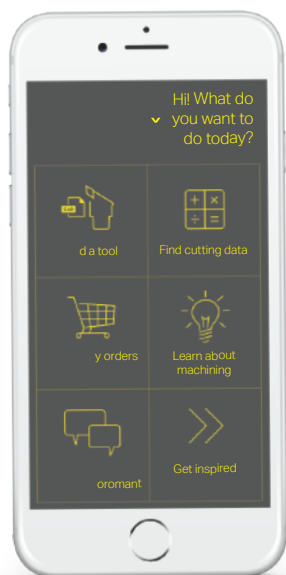 Hi! What do
you want to
do today?
d a tool
Find cutting data
y orders
Learn about
machining
oromant
Get inspired